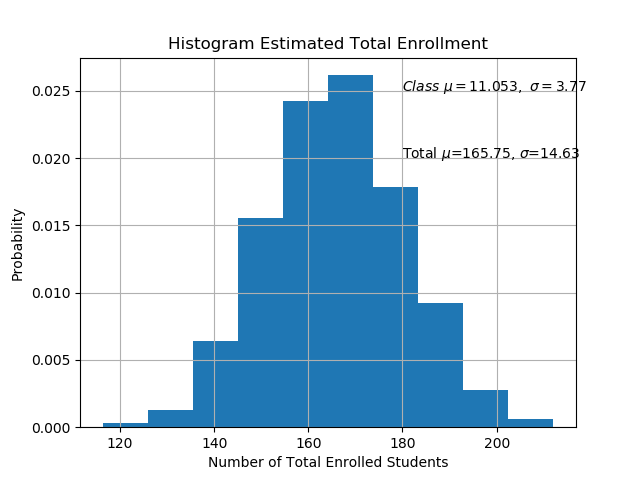 Histogram Estimated Total Enrollment
Class μ = 11.053, σ = 3.77
Total μ=165.75, σ=14.63
0.025
0.020
0.015
0.010
0.005
0.000
Probability
120 140 160 180 200
Number of Total Enrolled Students